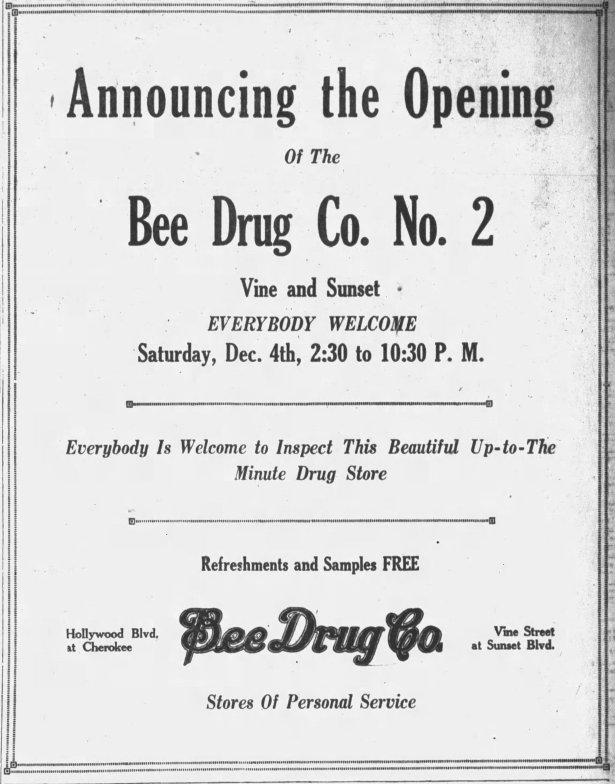 Announcing the Opening
Of The
Bee Drug Co. No. 2
Vine and Sunset
EVERYBODY WELCOME
Saturday, Dec. 4th, 2:30 to 10:30 P. M.
Everybody Is Welcome to Inspect This Beautiful Up-to-The
Minute Drug Store
Refreshments and Samples FREE
Hollywood Blvd,
at Cherokee
Bee Drug Co.
Vine Street
at Sunset Blvd.
Stores Of Personal Service